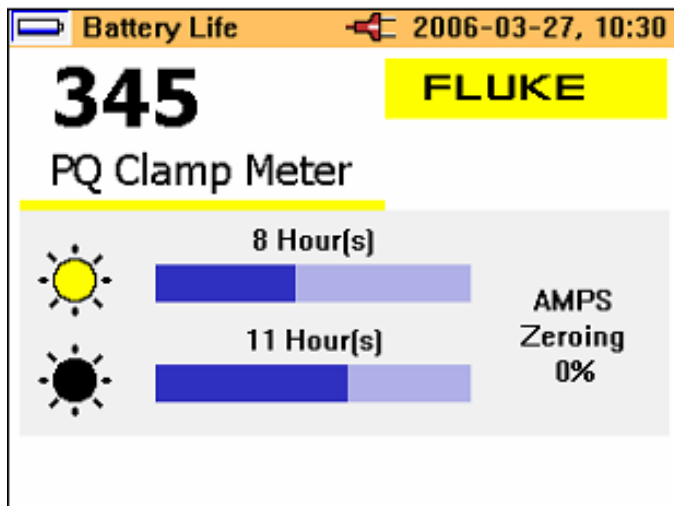 Battery Life 2006-03-27, 10:30
345 FLUKE
PQ Clamp Meter
8 Hour(s)
11 Hour(s)
AMPS
Zeroing
0%